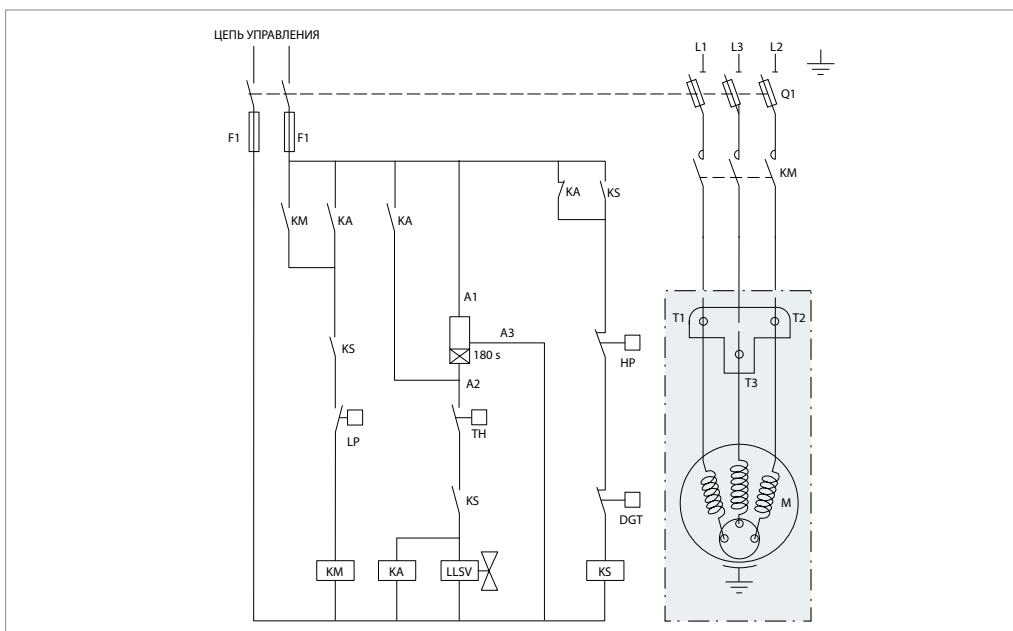 ЦЕПЬ УПРАВЛЕНИЯ
L1 L3 L2
Q1
F1 F1
KM
KA KS
KM KA KA
A1
T1 T2
A3
KS 180 s HP
A2 T3
LP TH
KS M
DGT
KM KA LLSV KS